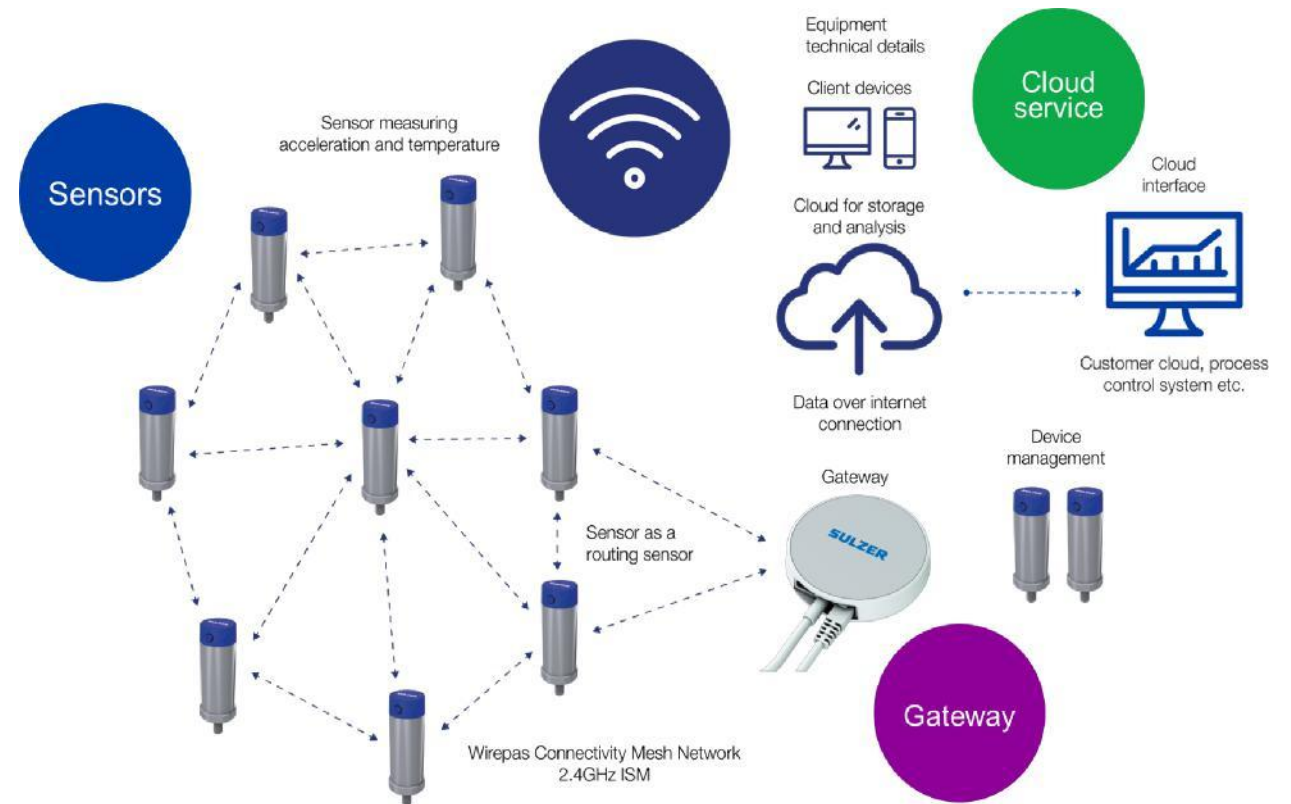 Sensors
Sensor measuring
acceleration and temperature
Equipment
technical details
Client devices
Cloud
service
Cloud for storage
and analysis
Cloud
interface
Customer cloud, process
control system etc.
Data over internet
connection
Device
management
Gateway
SULZER
Sensor as a
routing sensor
Gateway
Wirepas Connectivity Mesh Network
2.4GHz ISM